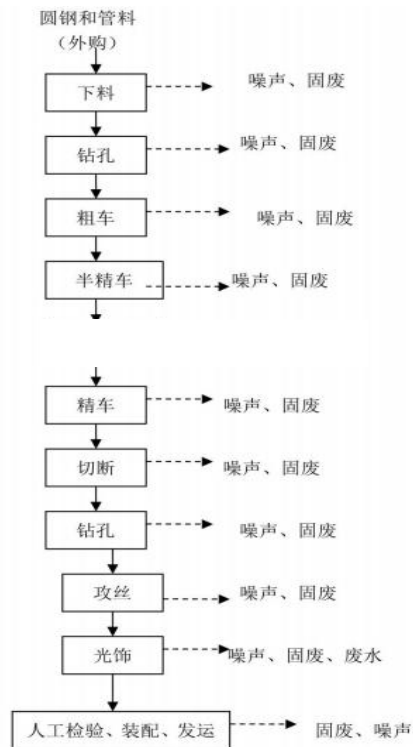 圆钢和管料
（外购）
下料
噪声、固废
钻孔
噪声、固废
粗车
噪声、固废
半精车
噪声、固废
精车
噪声、固废
切断
噪声、固废
钻孔
噪声、固废
攻丝
噪声、固废
光饰
噪声、固废、废水
人工检验、装配、发运
固废、噪声